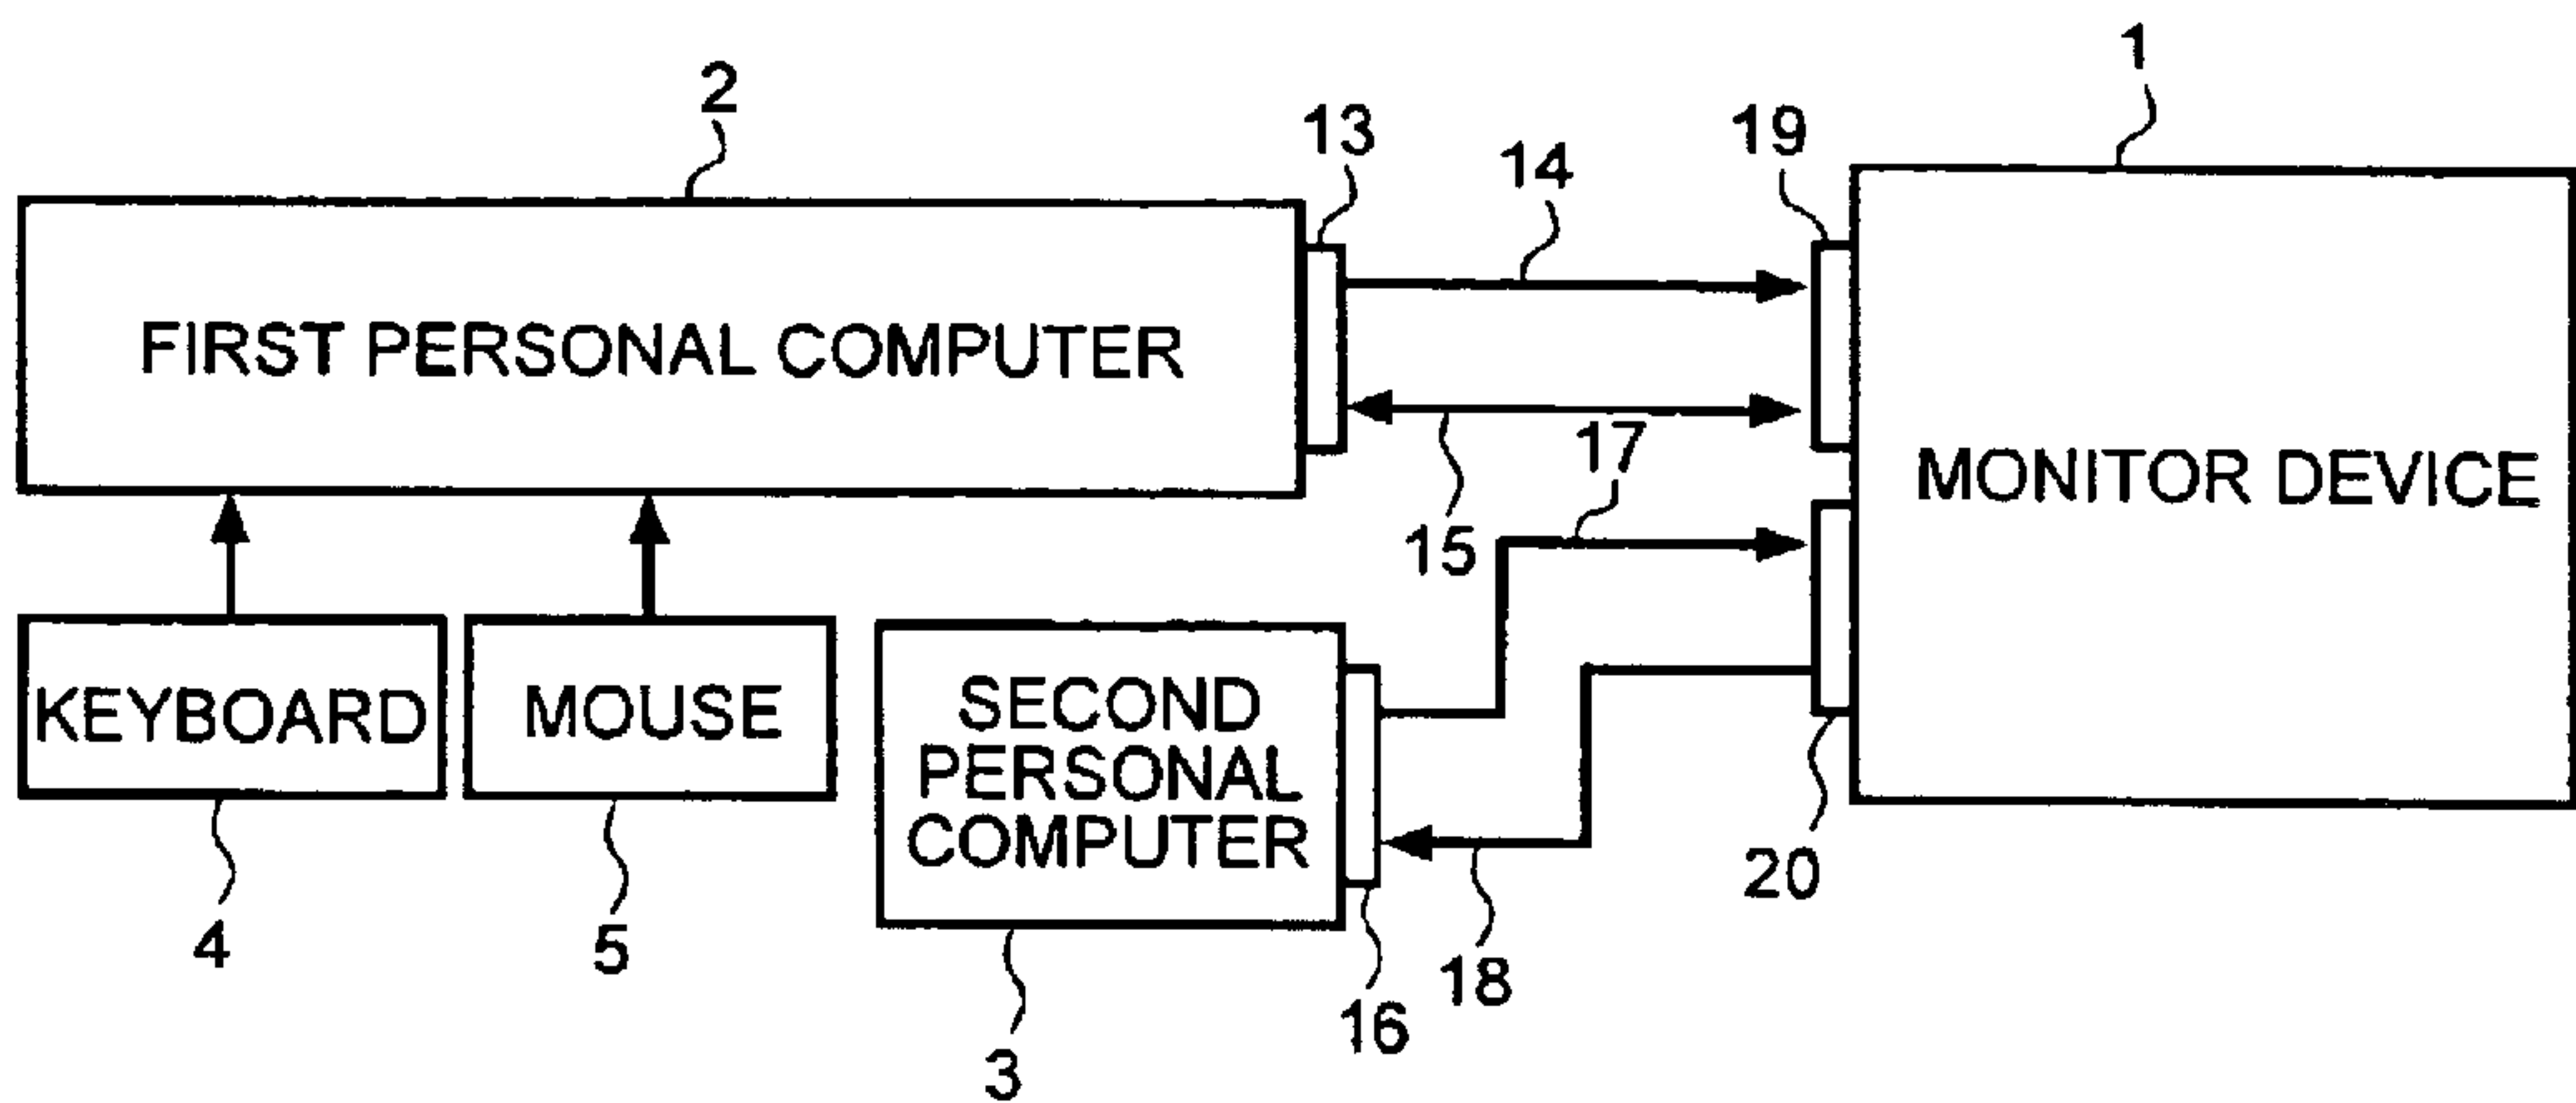 1
2
13
19
14
FIRST PERSONAL COMPUTER
17
MONITOR DEVICE
15
KEYBOARD
MOUSE
SECOND
PERSONAL
COMPUTER
20
4
5
18
16
3